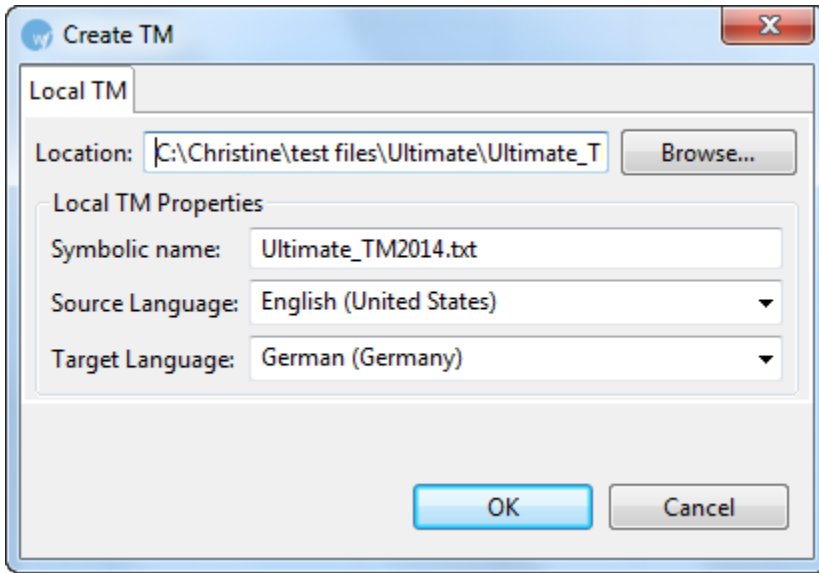 Create TM
Local TM
Location: C:\Christine\test files\Ultimate\Ultimate_T Browse...
Local TM Properties
Symbolic name: Ultimate_TM2014.txt
Source Language: English (United States)
Target Language: German (Germany)
OK Cancel